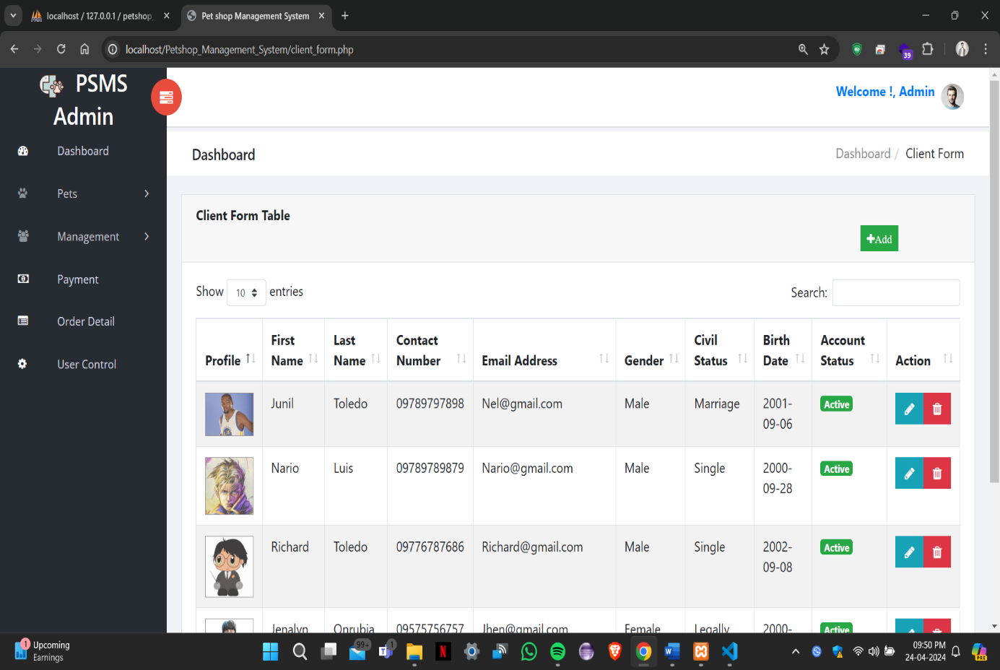 localhost / 127.0.0.1 / petshop_
Pet shop Management System
localhost/Petshop_Management_System/client_form.php
39
PSMS
Admin
Welcome !, Admin
Dashboard
Pets
Management
Payment
Order Detail
User Control
Dashboard
Dashboard / Client Form
Client Form Table
Add
Show 10 entries
Search:
Profile First Name Last Name Contact Number Email Address Gender Civil Status Birth Date Account Status Action
Junil Toledo 09789797898 Nel@gmail.com Male Marriage 2001-09-06 Active
Nario Luis 09789789879 Nario@gmail.com Male Single 2000-09-28 Active
Richard Toledo 09776787686 Richard@gmail.com Male Single 2002-09-08 Active
Jenalyn Onrubia 09575756757 Jhen@gmail.com Female Legally 2000- Active
1
Upcoming
Earnings
99+
1
09:50 PM
24-04-2024
PRE